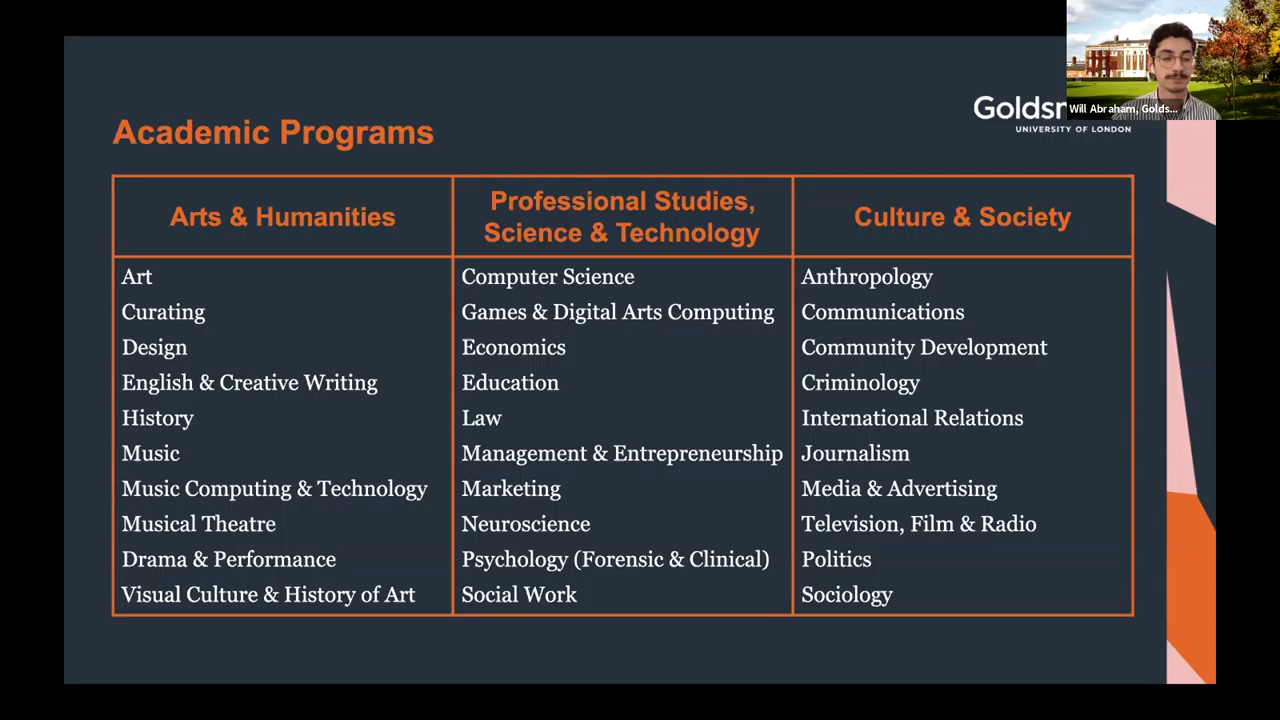 Will Abraham, Golds...
UNIVERSITY OF LONDON
Academic Programs
Arts & Humanities
Art
Curating
Design
English & Creative Writing
History
Music
Music Computing & Technology
Musical Theatre
Drama & Performance
Visual Culture & History of Art
Professional Studies,
Science & Technology
Computer Science
Games & Digital Arts Computing
Economics
Education
Law
Management & Entrepreneurship
Marketing
Neuroscience
Psychology (Forensic & Clinical)
Social Work
Culture & Society
Anthropology
Communications
Community Development
Criminology
International Relations
Journalism
Media & Advertising
Television, Film & Radio
Politics
Sociology